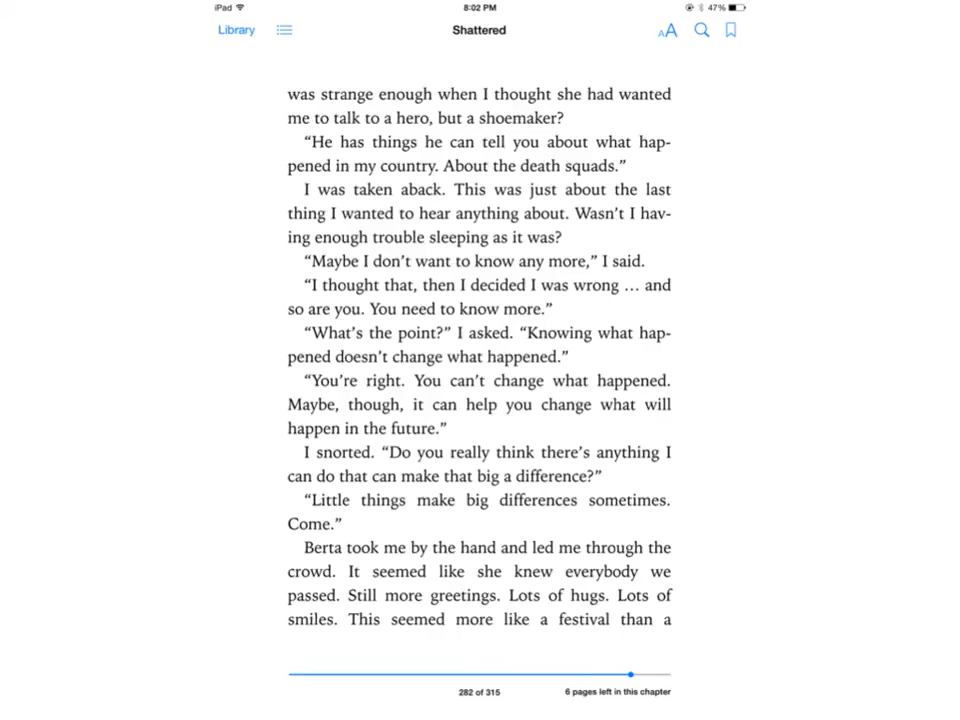 iPad 8:02 PM 47%
Library Shattered AA
was strange enough when I thought she had wanted
me to talk to a hero, but a shoemaker?
“He has things he can tell you about what hap-
pened in my country. About the death squads.”
I was taken aback. This was just about the last
thing I wanted to hear anything about. Wasn’t I hav-
ing enough trouble sleeping as it was?
“Maybe I don’t want to know any more,” I said.
“I thought that, then I decided I was wrong … and
so are you. You need to know more.”
“What’s the point?” I asked. “Knowing what hap-
pened doesn’t change what happened.”
“You’re right. You can’t change what happened.
Maybe, though, it can help you change what will
happen in the future.”
I snorted. “Do you really think there’s anything I
can do that can make that big a difference?”
“Little things make big differences sometimes.
Come.”
Berta took me by the hand and led me through the
crowd. It seemed like she knew everybody we
passed. Still more greetings. Lots of hugs. Lots of
smiles. This seemed more like a festival than a
282 of 315 6 pages left in this chapter